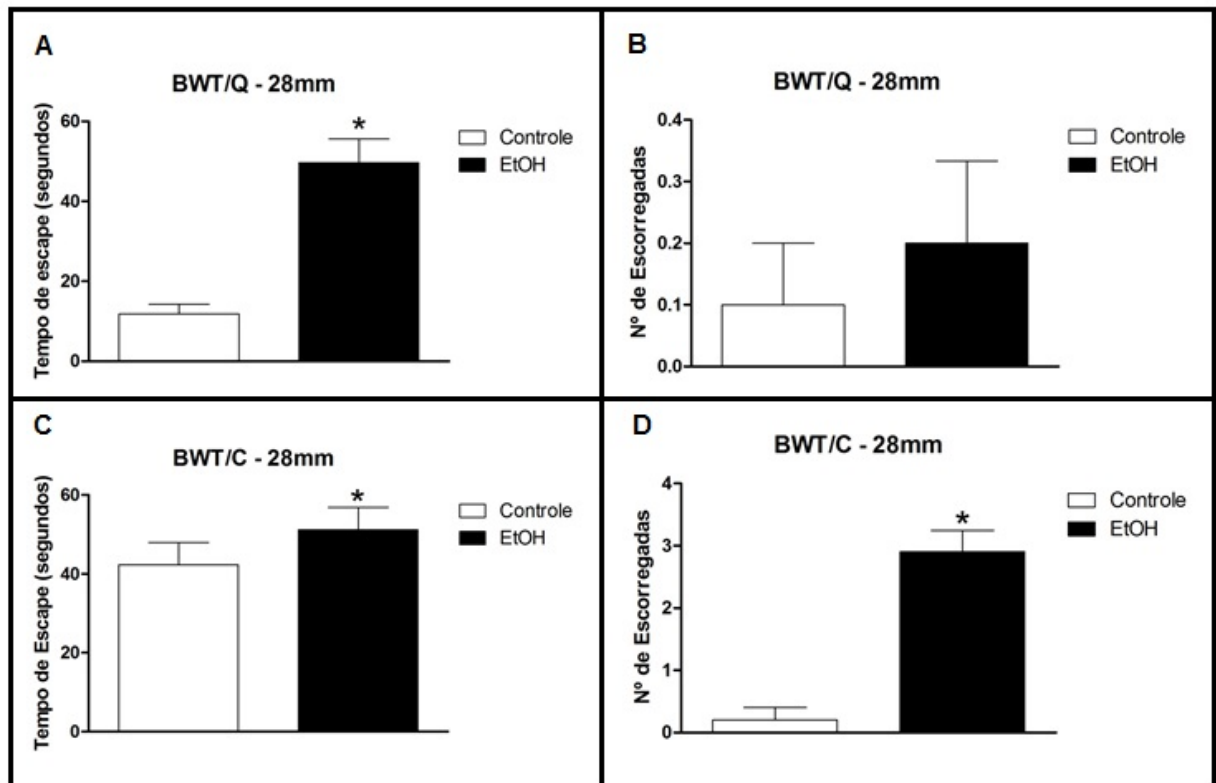 A
BWT/Q - 28mm
Tempo de escape (segundos)
60
40
20
0
*
Controle
EtOH
B
BWT/Q - 28mm
Nº de Escorregadas
0.4
0.3
0.2
0.1
0.0
Controle
EtOH
C
BWT/C - 28mm
Tempo de Escape (segundos)
60
40
20
0
*
Controle
EtOH
D
BWT/C - 28mm
Nº de Escorregadas
4
3
2
1
0
*
Controle
EtOH